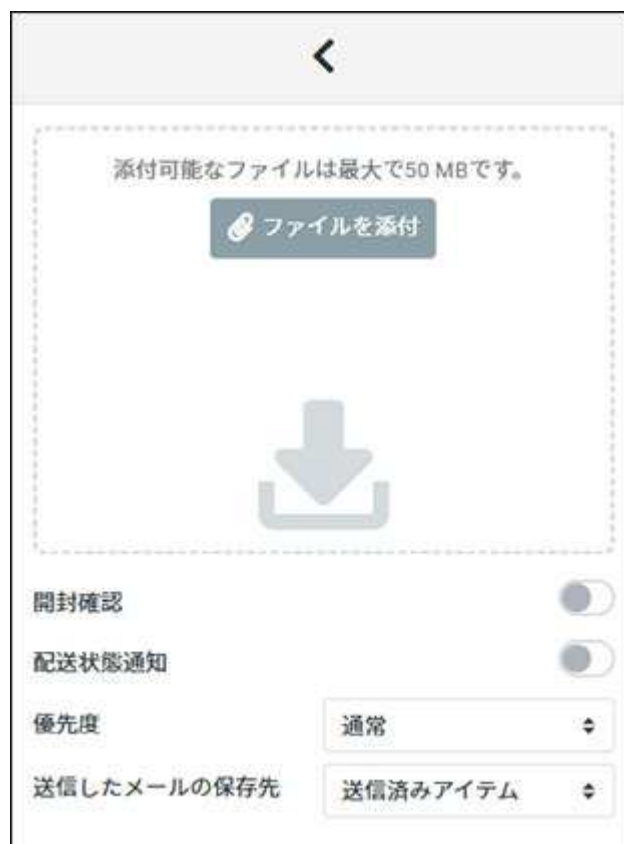 添付可能なファイルは最大で50 MBです。
ファイルを添付
開封確認
配送状態通知
優先度
通常
送信したメールの保存先
送信済みアイテム